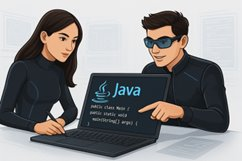 Java
public class Main {
public static void
main(String[] args) {